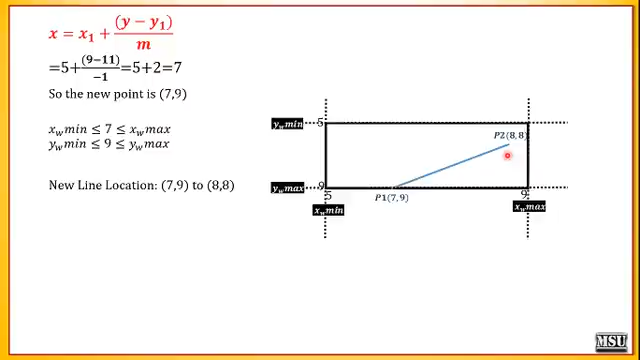 x = x₁ + (y − y₁)/m
=5+(9−11)/−1=5+2=7
So the new point is (7,9)
x_w min ≤ 7 ≤ x_w max
y_w min ≤ 9 ≤ y_w max
New Line Location: (7,9) to (8,8)
y_w min
5
P2(8,8)
y_w max
9
5
P1(7,9)
9
x_w min
x_w max
MSU